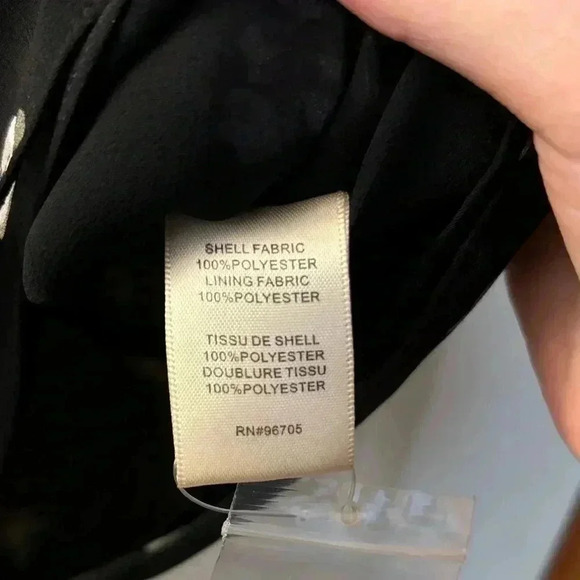 SHELL FABRIC
100%POLYESTER
LINING FABRIC
100%POLYESTER
TISSU DE SHELL
100%POLYESTER
DOUBLURE TISSU
100%POLYESTER
RN#96705